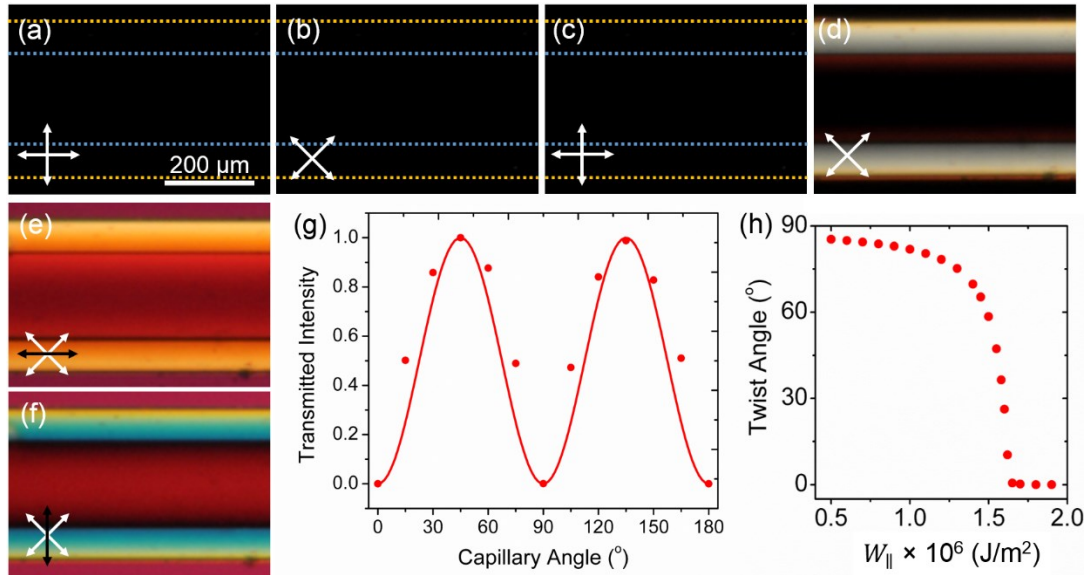 (a)
(b)
(c)
(d)
200 µm
(e)
(f)
(g)
Transmitted Intensity
1.0
0.8
0.6
0.4
0.2
0.0
0 30 60 90 120 150 180
Capillary Angle (°)
(h)
Twist Angle (°)
90
60
30
0
0.5 1.0 1.5 2.0
W∥ × 10⁶ (J/m²)